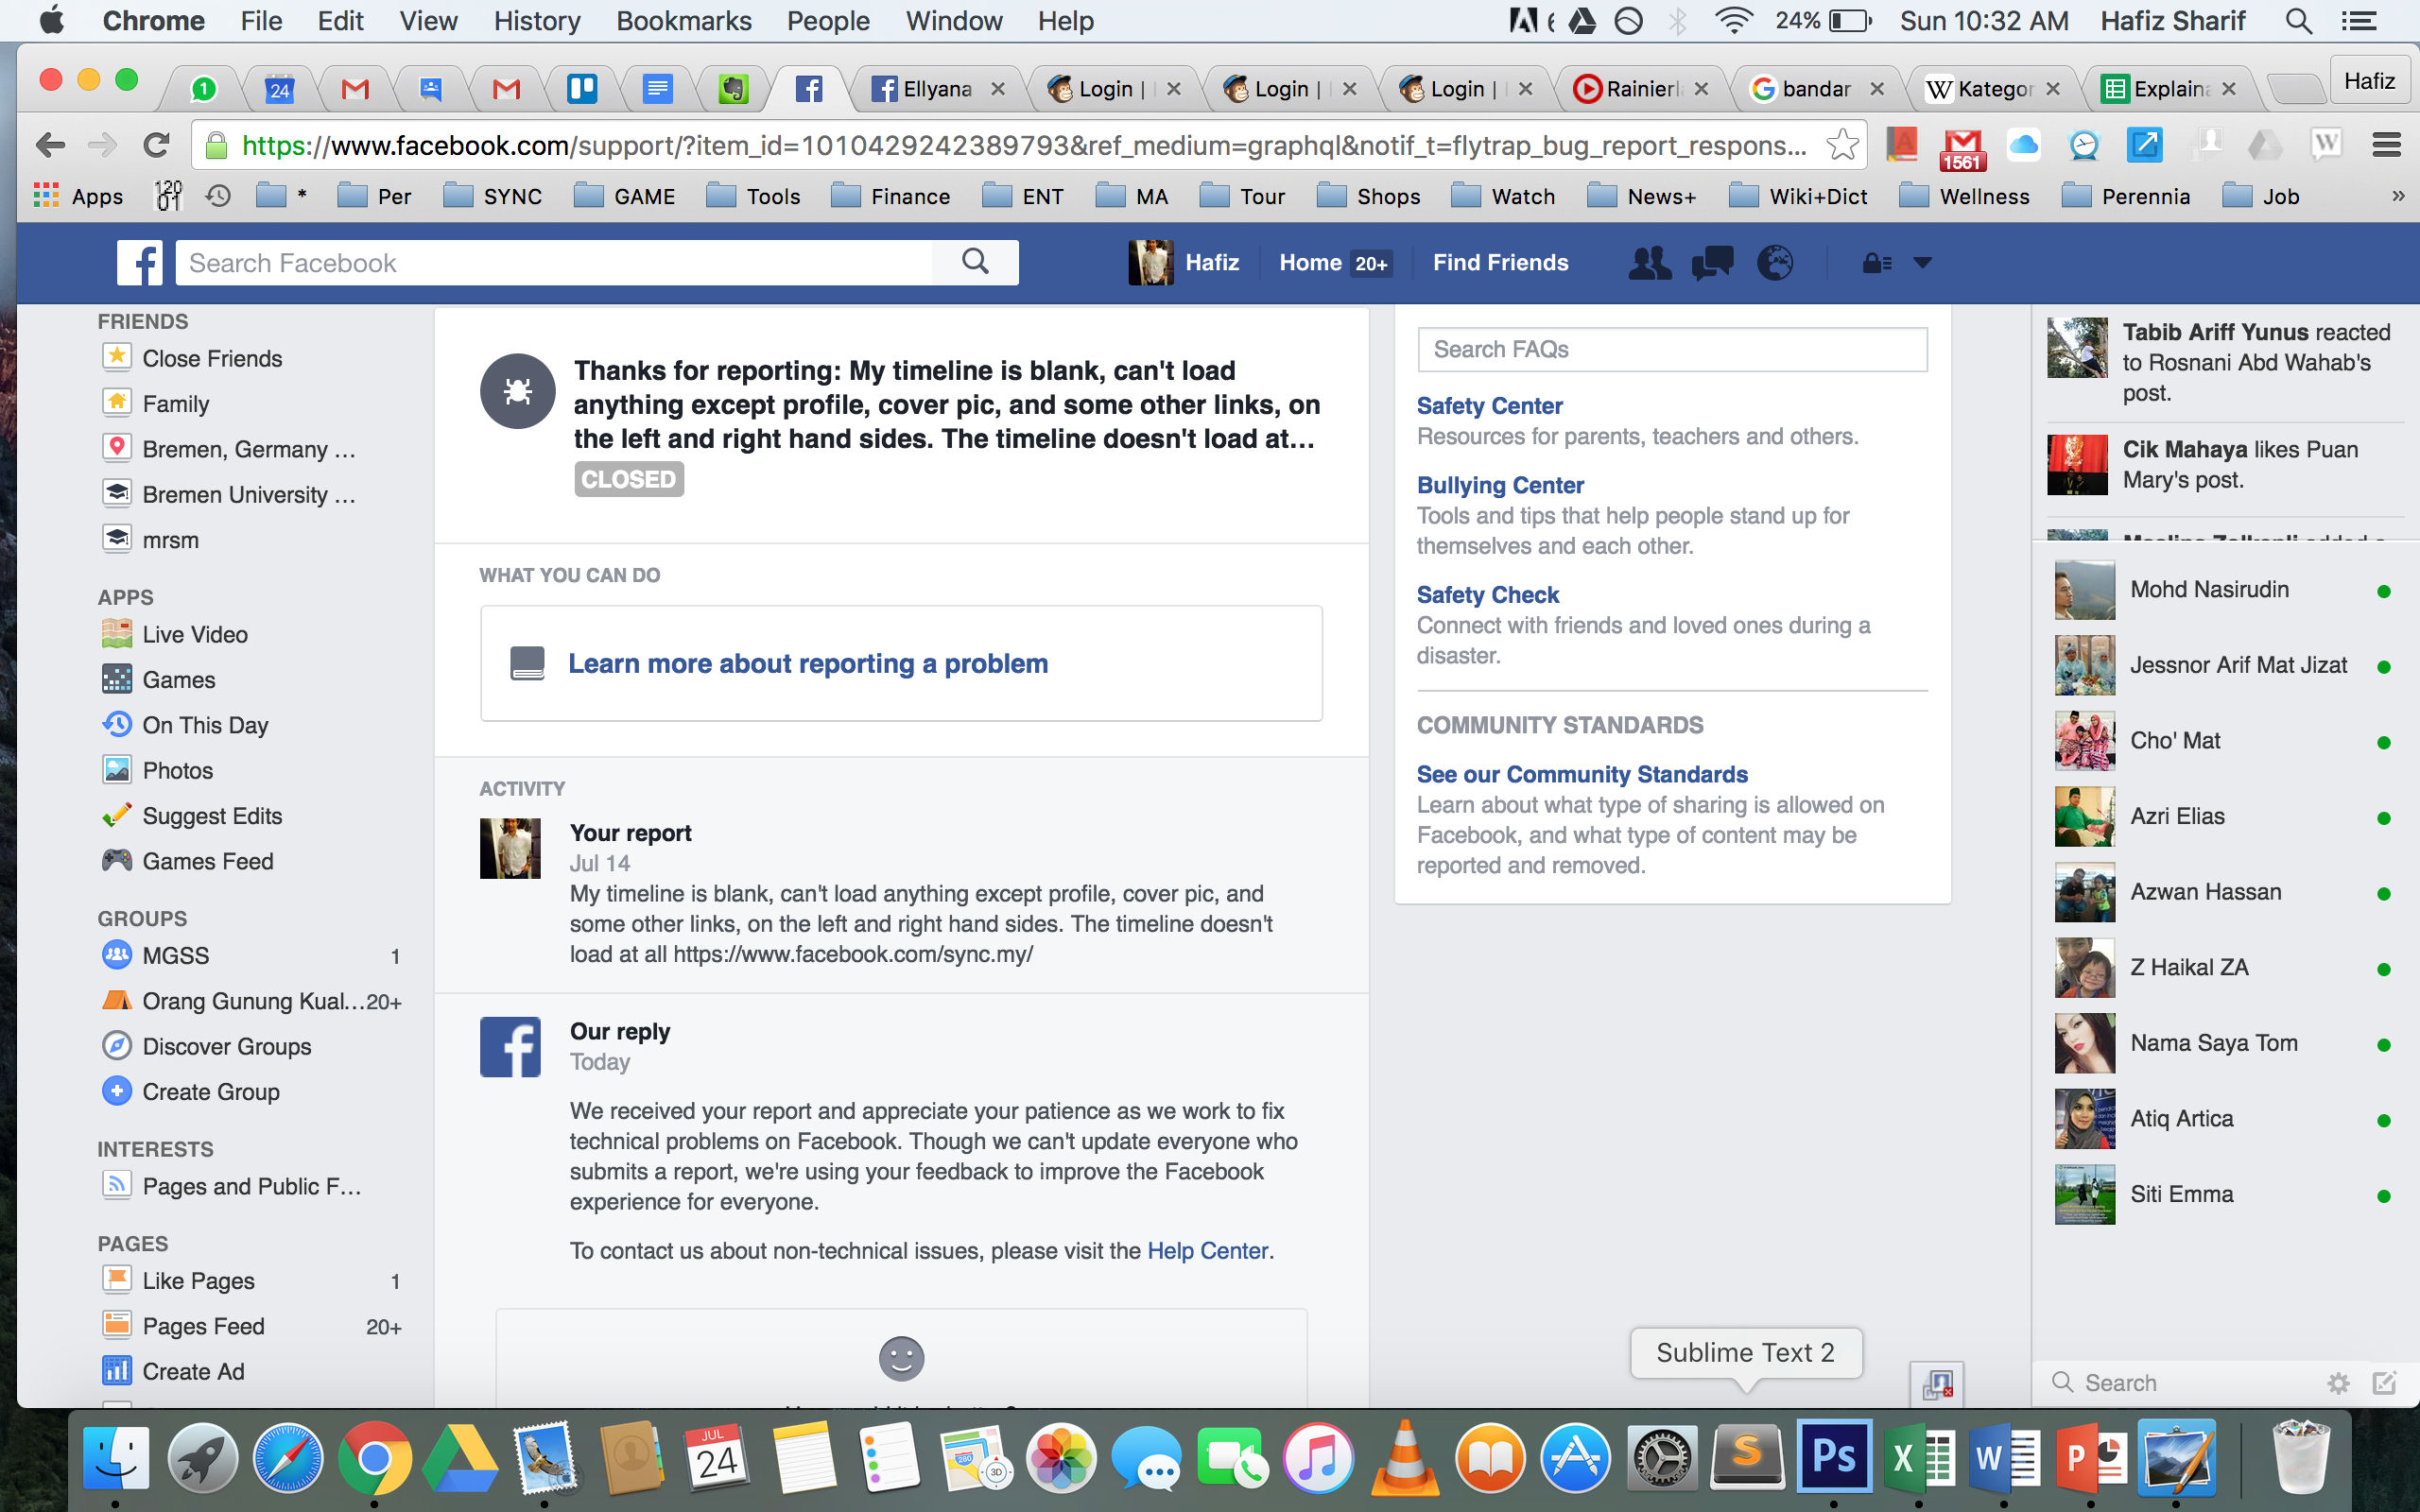 Chrome File Edit View History Bookmarks People Window Help
24% Sun 10:32 AM Hafiz Sharif
1 24 Ellyana Login | Login | Login | Rainierl bandar Kategor Explain Hafiz
https://www.facebook.com/support/?item_id=10104292423897​93&ref_medium=graphql&notif_t=flytrap_bug_report_respons... 1561
Apps 120 01 * Per SYNC GAME Tools Finance ENT MA Tour Shops Watch News+ Wiki+Dict Wellness Perennia Job »
Search Facebook Hafiz Home 20+ Find Friends
FRIENDS
Close Friends
Family
Bremen, Germany ...
Bremen University ...
mrsm
APPS
Live Video
Games
On This Day
Photos
Suggest Edits
Games Feed
GROUPS
MGSS 1
Orang Gunung Kual... 20+
Discover Groups
Create Group
INTERESTS
Pages and Public F...
PAGES
Like Pages 1
Pages Feed 20+
Create Ad
Thanks for reporting: My timeline is blank, can't load
anything except profile, cover pic, and some other links, on
the left and right hand sides. The timeline doesn't load at...
CLOSED
WHAT YOU CAN DO
Learn more about reporting a problem
ACTIVITY
Your report
Jul 14
My timeline is blank, can't load anything except profile, cover pic, and
some other links, on the left and right hand sides. The timeline doesn't
load at all https://www.facebook.com/sync.my/
Our reply
Today
We received your report and appreciate your patience as we work to fix
technical problems on Facebook. Though we can't update everyone who
submits a report, we're using your feedback to improve the Facebook
experience for everyone.
To contact us about non-technical issues, please visit the Help Center.
Search FAQs
Safety Center
Resources for parents, teachers and others.
Bullying Center
Tools and tips that help people stand up for
themselves and each other.
Safety Check
Connect with friends and loved ones during a
disaster.
COMMUNITY STANDARDS
See our Community Standards
Learn about what type of sharing is allowed on
Facebook, and what type of content may be
reported and removed.
Tabib Ariff Yunus reacted
to Rosnani Abd Wahab's
post.
Cik Mahaya likes Puan
Mary's post.
Mohd Nasirudin
Jessnor Arif Mat Jizat
Cho' Mat
Azri Elias
Azwan Hassan
Z Haikal ZA
Nama Saya Tom
Atiq Artica
Siti Emma
Search
Sublime Text 2
JUL
24
280
3D
S
Ps
X
W
P